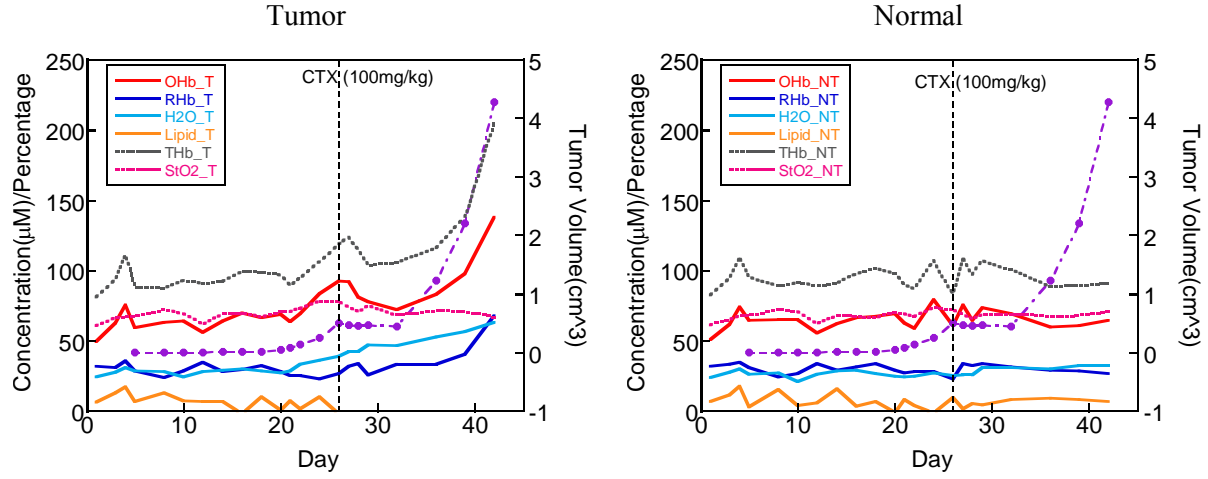 Tumor
Normal
Concentration(μM)/Percentage
250
200
150
100
50
0
OHb_T
RHb_T
H2O_T
Lipid_T
THb_T
StO2_T
CTX (100mg/kg)
5
4
3
2
1
0
-1
Tumor Volume(cm^3)
0
10
20
30
40
Day
Concentration(μM)/Percentage
250
200
150
100
50
0
OHb_NT
RHb_NT
H2O_NT
Lipid_NT
THb_NT
StO2_NT
CTX (100mg/kg)
5
4
3
2
1
0
-1
Tumor Volume(cm^3)
0
10
20
30
40
Day